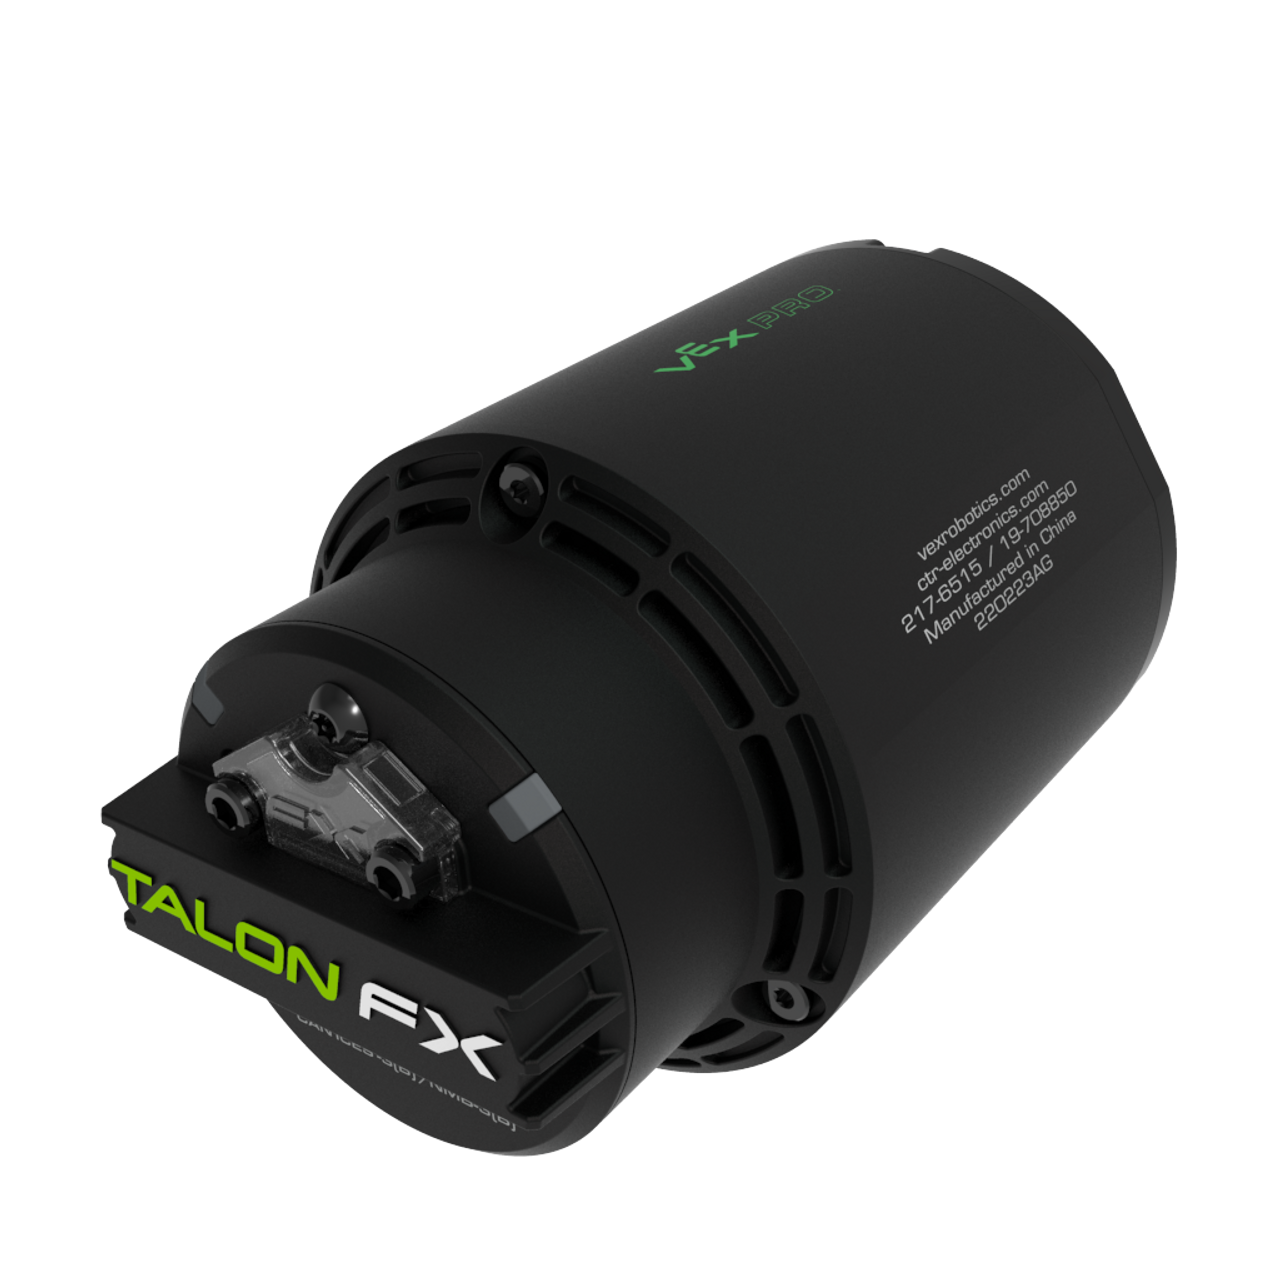 VEX PRO
vexrobotics.com
ctr-electronics.com
217-6515 / 19-708850
Manufactured in China
220223AG
TALON FX